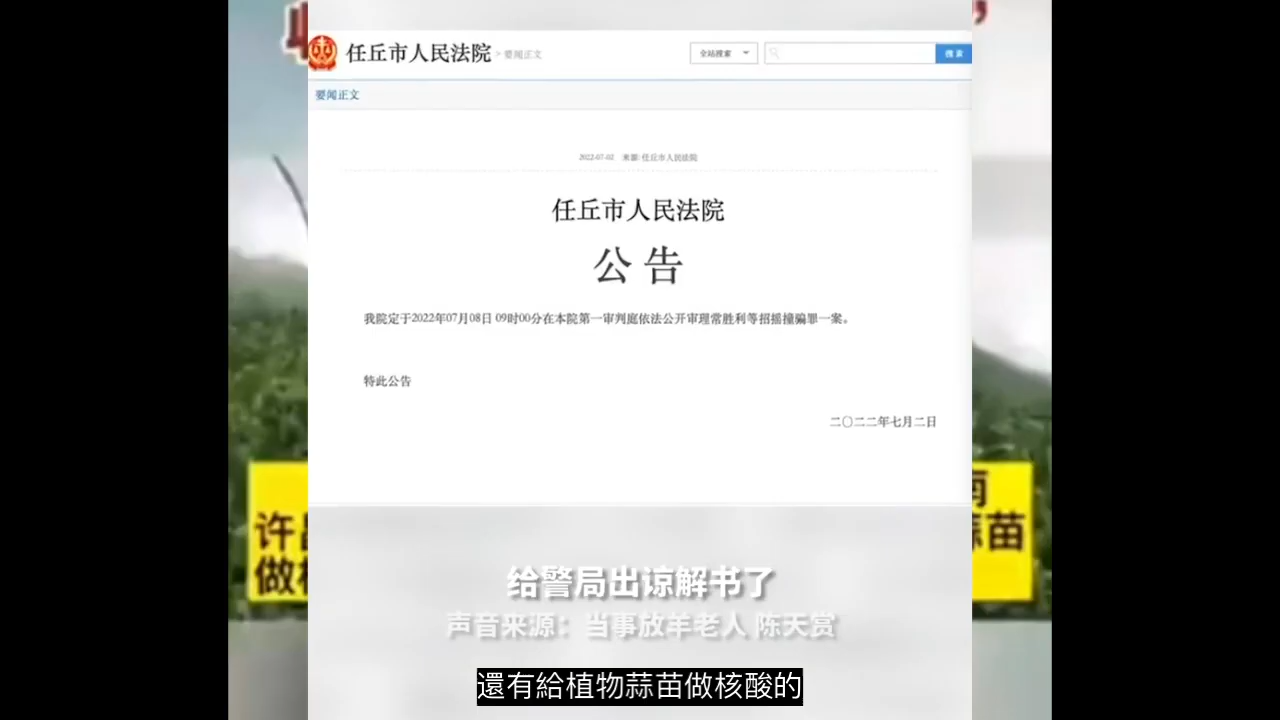 任丘市人民法院 > 要闻正文
全站搜索
搜索
要闻正文
2022-07-02 来源: 任丘市人民法院
任丘市人民法院
公告
我院定于2022年07月08日 09时00分在本院第一审判庭依法公开审理常胜利等招摇撞骗罪一案。
特此公告
二〇二二年七月二日
许
做
苗
给警局出谅解书了
声音来源：当事放羊老人 陈天赏
還有給植物蒜苗做核酸的